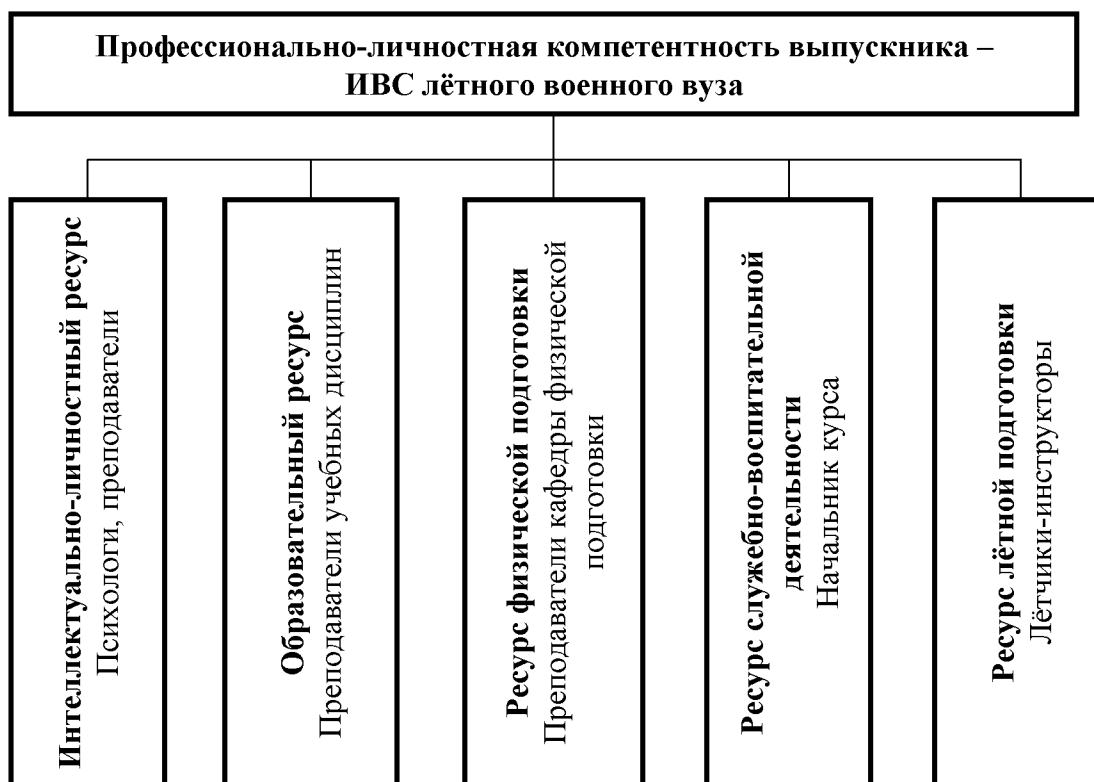 Профессионально-личностная компетентность выпускника –
ИВС лётного военного вуза
Интеллектуально-личностный ресурс
Психологи, преподаватели
Образовательный ресурс
Преподаватели учебных дисциплин
Ресурс физической подготовки
Преподаватели кафедры физической
подготовки
Ресурс служебно-воспитательной
деятельности
Начальник курса
Ресурс лётной подготовки
Лётчики-инструкторы